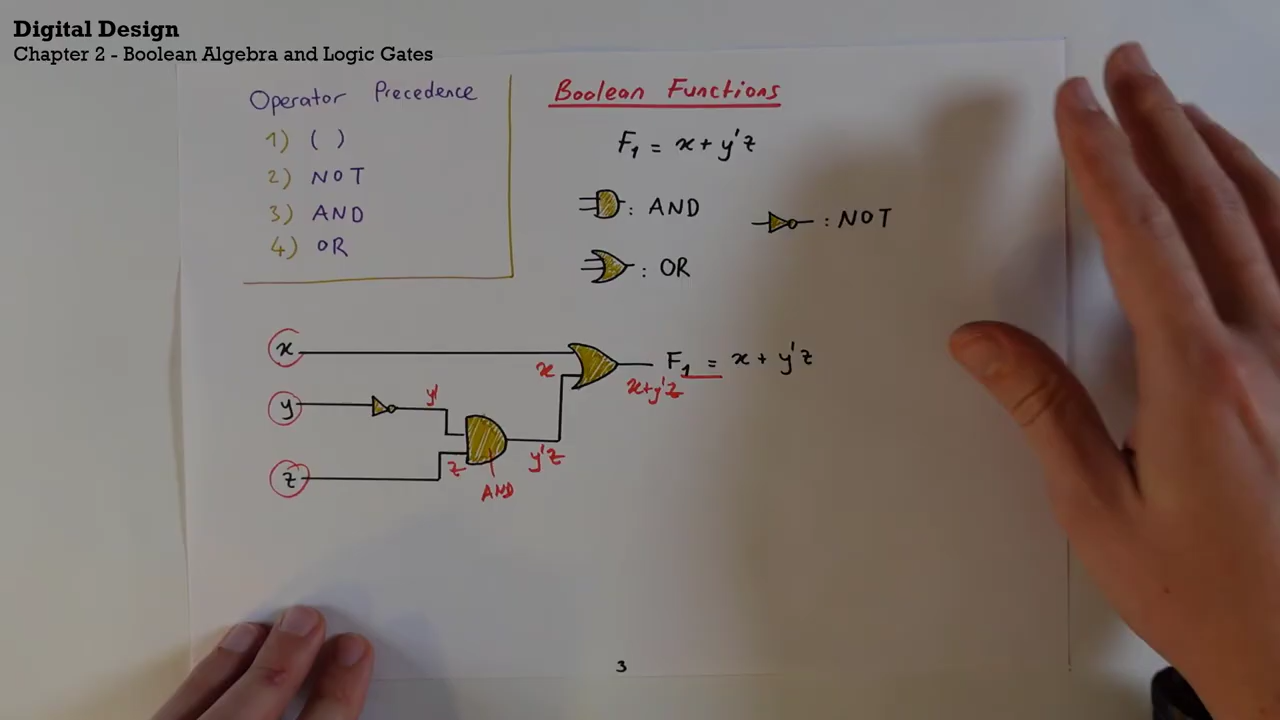 Digital Design
Chapter 2 - Boolean Algebra and Logic Gates
Operator Precedence
1) ( )
2) NOT
3) AND
4) OR
Boolean Functions
F₁ = x + y'z
: AND
: NOT
: OR
x
y
z
y'
z
AND
y'z
x
x+y'z
F₁ = x + y'z
3